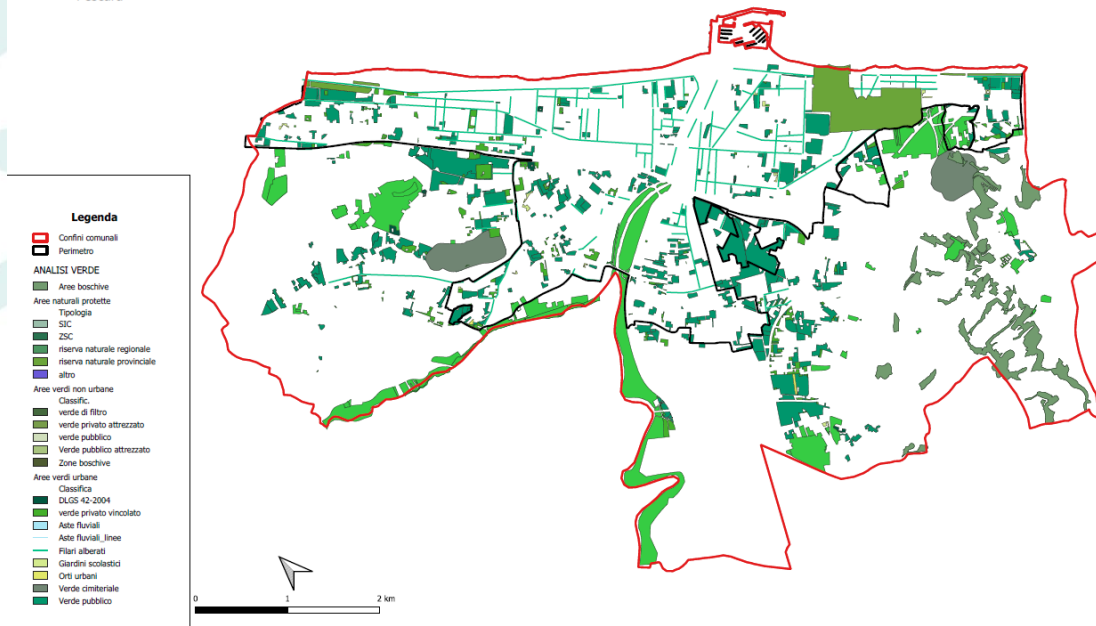 Legenda
Confini comunali
Perimetro
ANALISI VERDE
Aree boschive
Aree naturali protette
Tipologia
SIC
ZSC
riserva naturale regionale
riserva naturale provinciale
altro
Aree verdi non urbane
Classific.
verde di filtro
verde privato attrezzato
verde pubblico
Verde pubblico attrezzato
Zone boschive
Aree verdi urbane
Classifica
DLGS 42-2004
verde privato vincolato
Aste fluviali
Aste fluviali_linee
Filari alberati
Giardini scolastici
Orti urbani
Verde cimiteriale
Verde pubblico
0 1 2 km